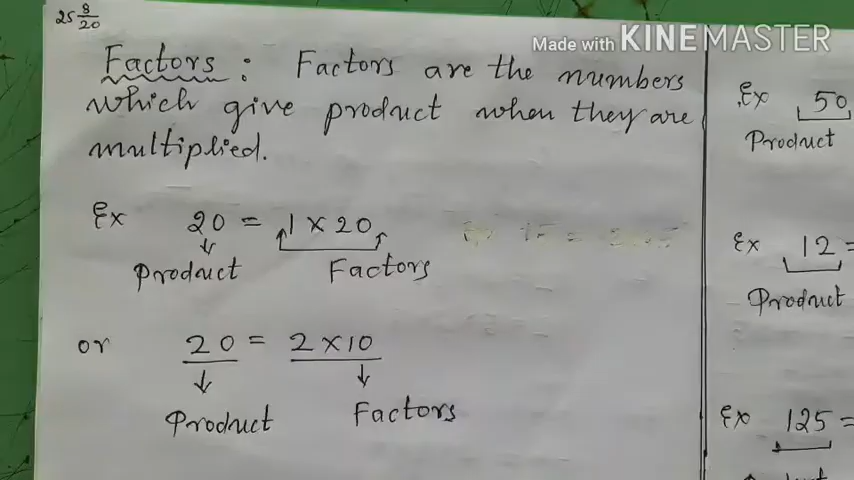 25 8/20
Made with KINEMASTER
Factors : Factors are the numbers
which give product when they are
multiplied.
Ex 20 = 1 x 20
Product Factors
or 20 = 2 x 10
Product Factors
Ex 50
Product
Ex 12 =
Product
Ex 125 =